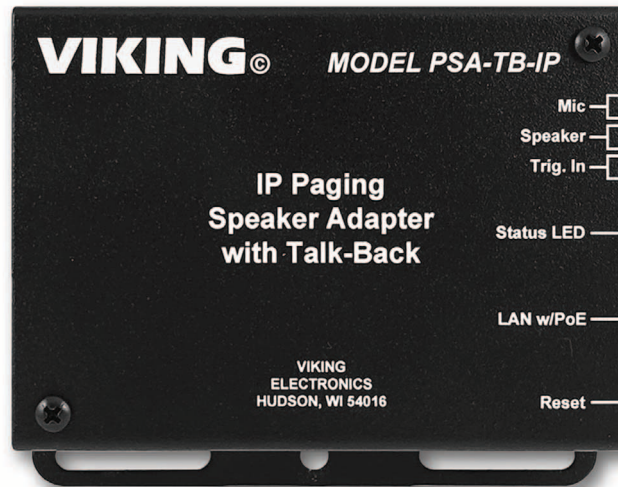 VIKING©
MODEL PSA-TB-IP
Mic
Speaker
Trig. In
IP Paging
Speaker Adapter
with Talk-Back
Status LED
LAN w/PoE
VIKING
ELECTRONICS
HUDSON, WI 54016
Reset